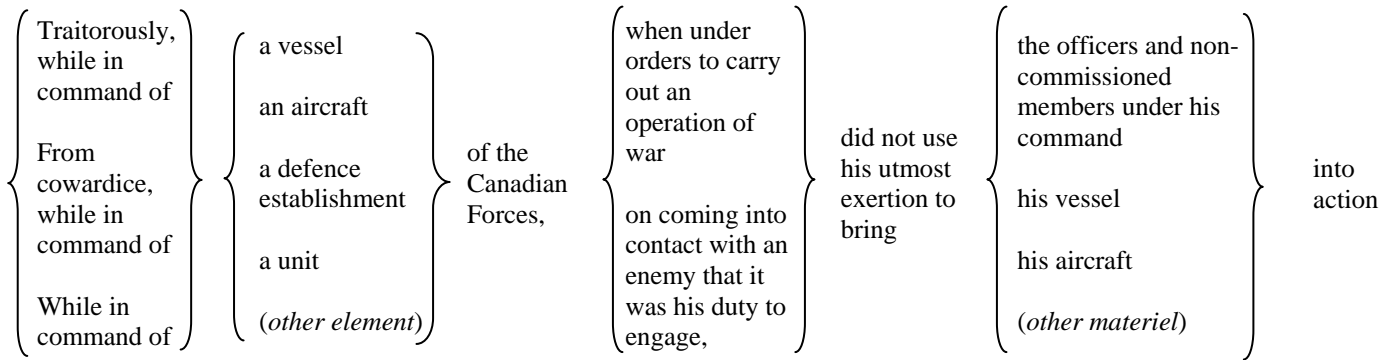 Traitorously,
while in
command of
From
cowardice,
while in
command of
While in
command of
a vessel
an aircraft
a defence
establishment
a unit
(other element)
of the
Canadian
Forces,
when under
orders to carry
out an
operation of
war
on coming into
contact with an
enemy that it
was his duty to
engage,
did not use
his utmost
exertion to
bring
the officers and non-
commissioned
members under his
command
his vessel
his aircraft
(other materiel)
into
action